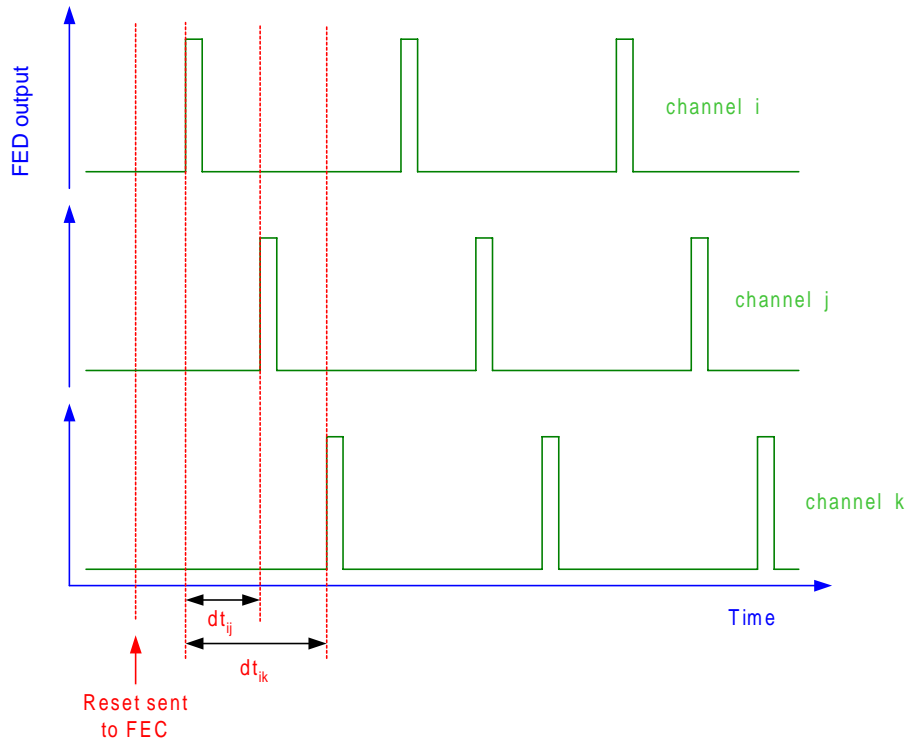 FED output
channel i
channel j
channel k
Time
dt_ij
dt_ik
Reset sent
to FEC